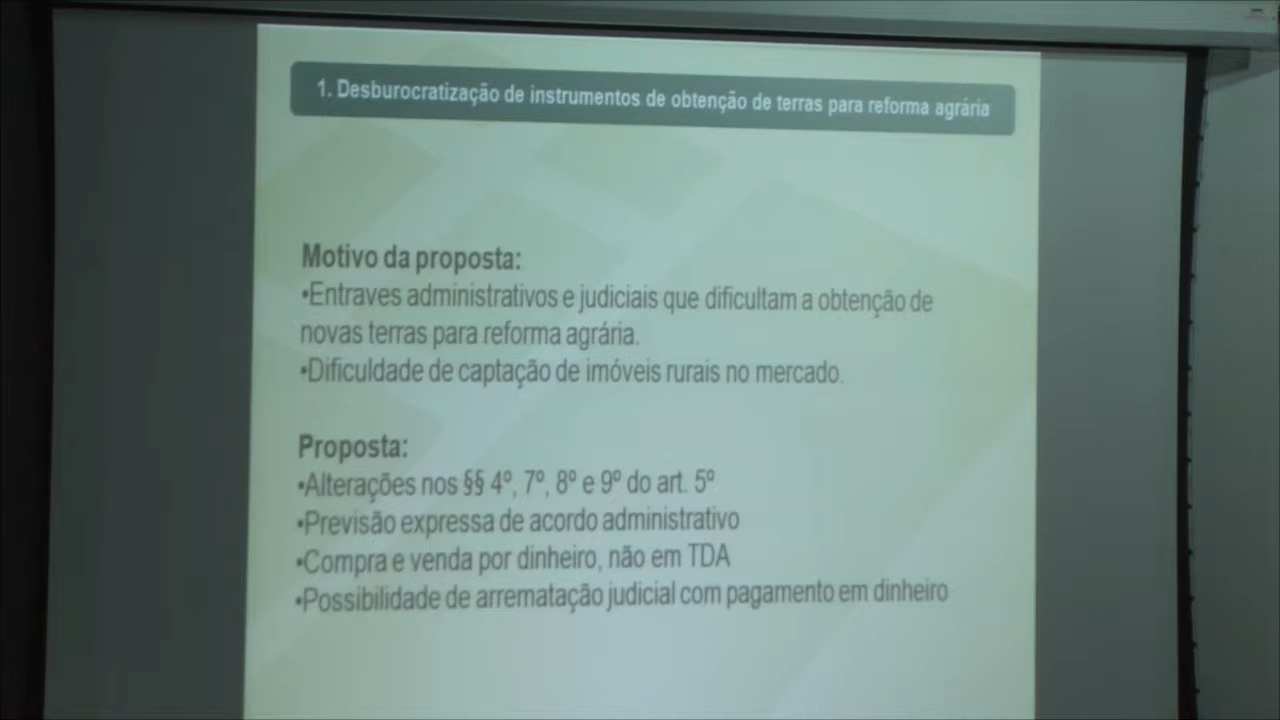 1. Desburocratização de instrumentos de obtenção de terras para reforma agrária
Motivo da proposta:
•Entraves administrativos e judiciais que dificultam a obtenção de
novas terras para reforma agrária.
•Dificuldade de captação de imóveis rurais no mercado.
Proposta:
•Alterações nos §§ 4º, 7º, 8º e 9º do art. 5º
•Previsão expressa de acordo administrativo
•Compra e venda por dinheiro, não em TDA
•Possibilidade de arrematação judicial com pagamento em dinheiro